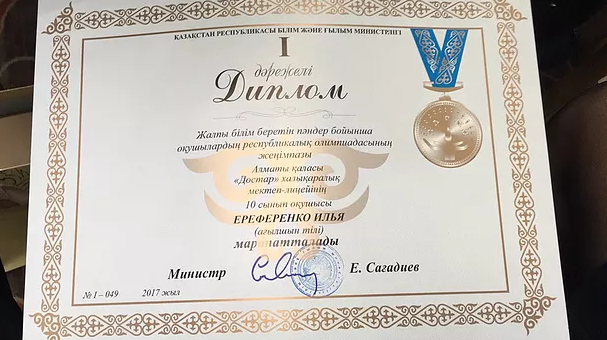 ҚАЗАҚСТАН РЕСПУБЛИКАСЫ БІЛІМ ЖӘНЕ ҒЫЛЫМ МИНИСТРЛІГІ
I
дәрежелі
Диплом
Жалпы білім беретін пәндер бойынша
оқушылардың республикалық олимпиадасының
жеңімпазы
Алматы қаласы
«Достар» халықаралық
мектеп-лицейінің
10 сынып оқушысы
ЕРЕФЕРЕНКО ИЛЬЯ
(ағылшын тілі)
марапатталады
Министр Е. Сагадиев
№ I – 049 2017 жыл